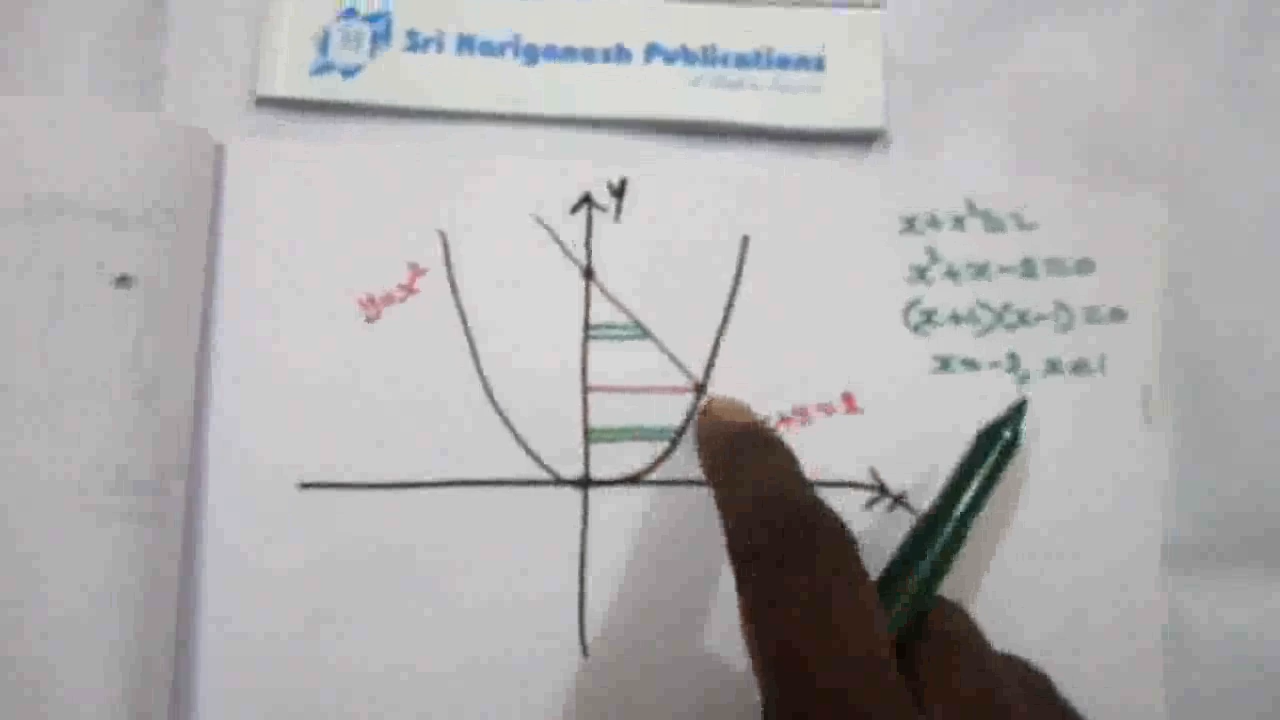 Sri Hariganesh Publications
Y
y=x²
x+x²=2
x²+x-2=0
(x+2)(x-1)=0
x=-2, x=1
x+y=2
x